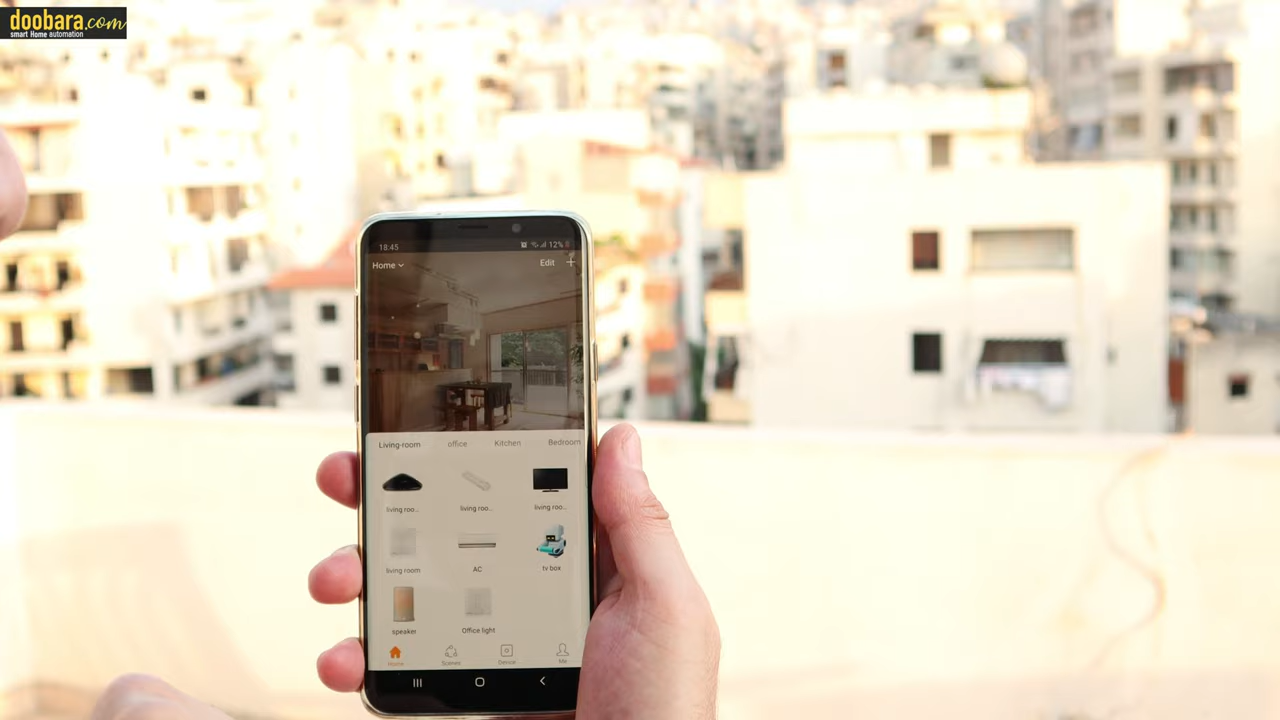 doobara.com
smart Home automation
18:45 12%
Home Edit
Living-room office Kitchen Bedroom
living roo... living roo... living roo...
living room AC tv box
speaker Office light
Home Scenes Device Me